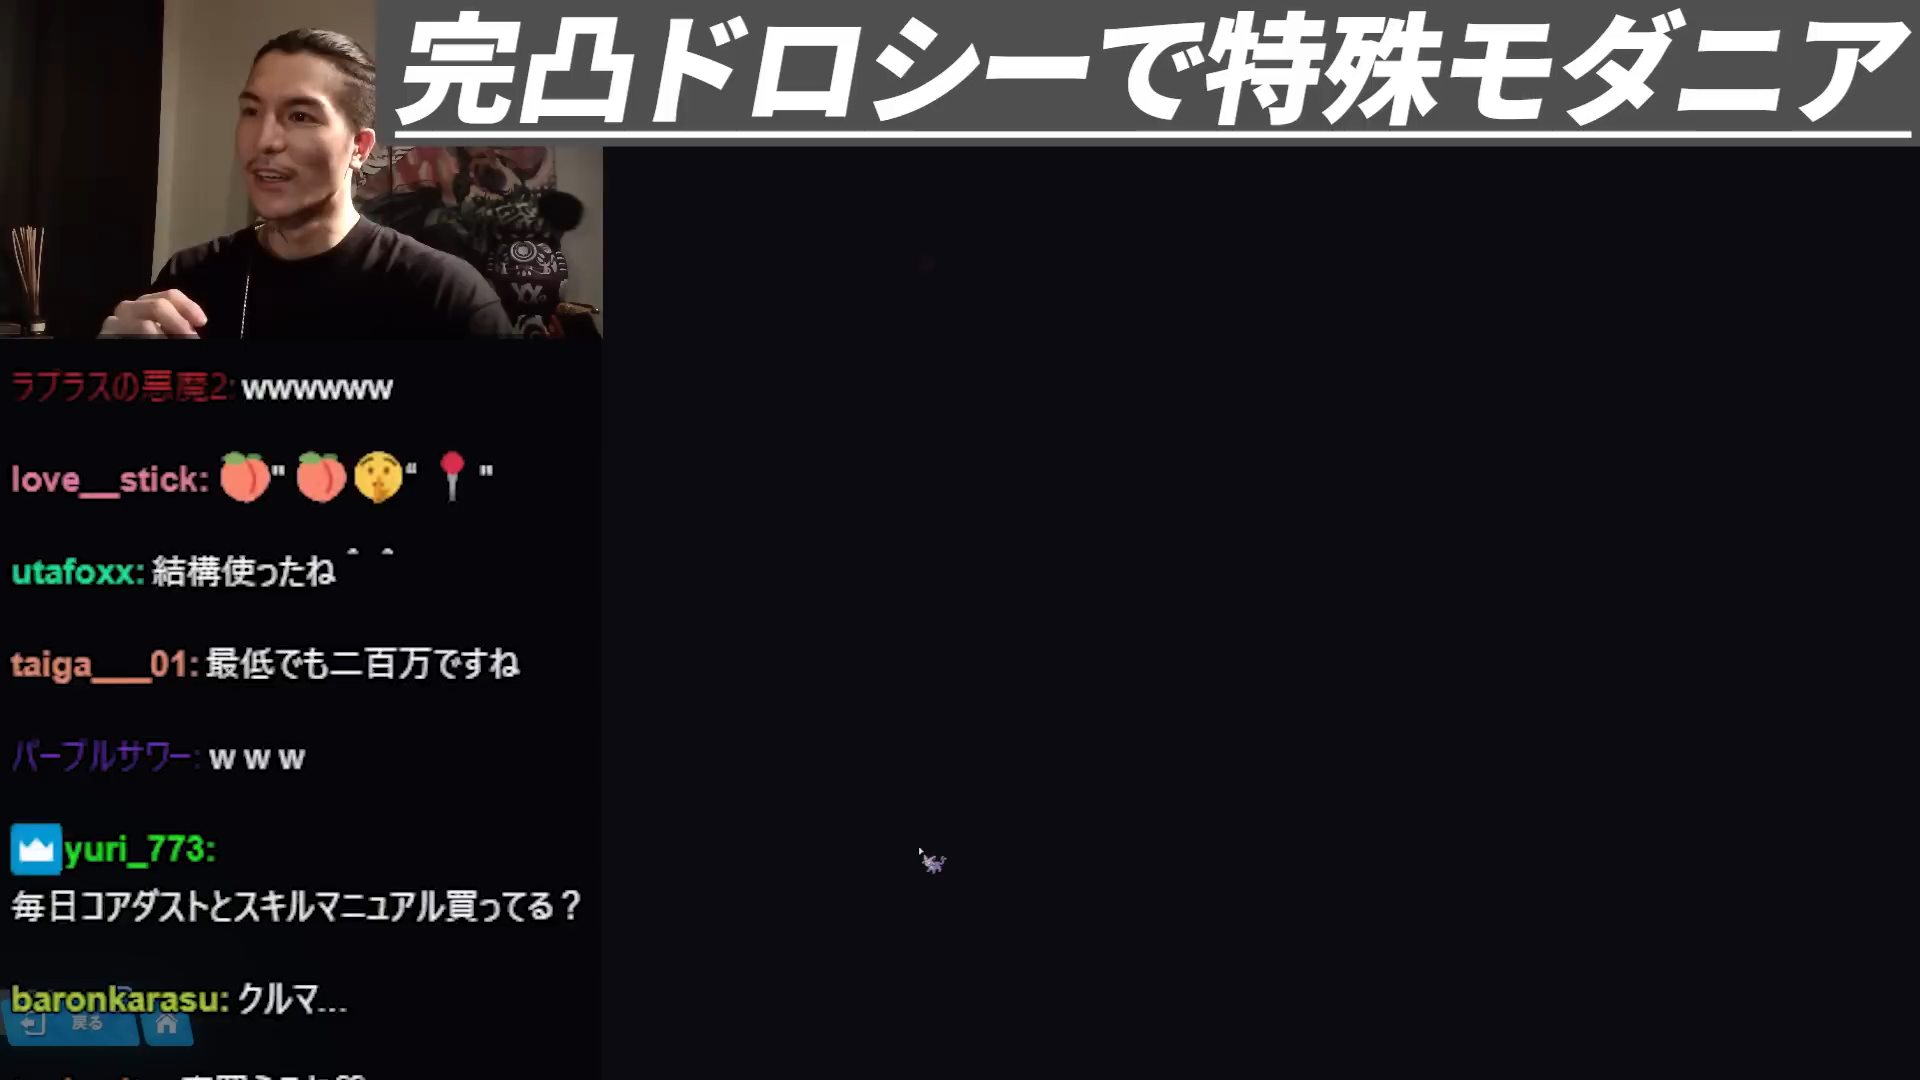 完凸ドロシーで特殊モダニア
ラプラスの悪魔2: wwwwww
love__stick: 🍑" 🍑🤫“ 📍"
utafoxx: 結構使ったね＾＾
taiga___01: 最低でも二百万ですね
パープルサワー: w w w
yuri_773:
毎日コアダストとスキルマニュアル買ってる？
baronkarasu: クルマ...
戻る